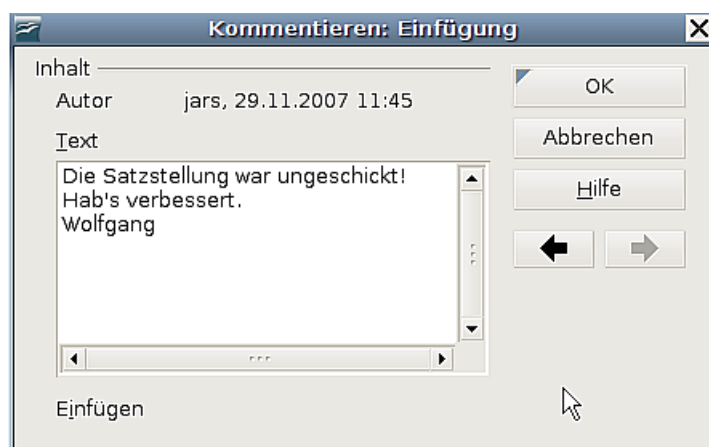 Kommentieren: Einfügung
Inhalt
Autor jars, 29.11.2007 11:45
Text
Die Satzstellung war ungeschickt!
Hab's verbessert.
Wolfgang
Einfügen
OK
Abbrechen
Hilfe